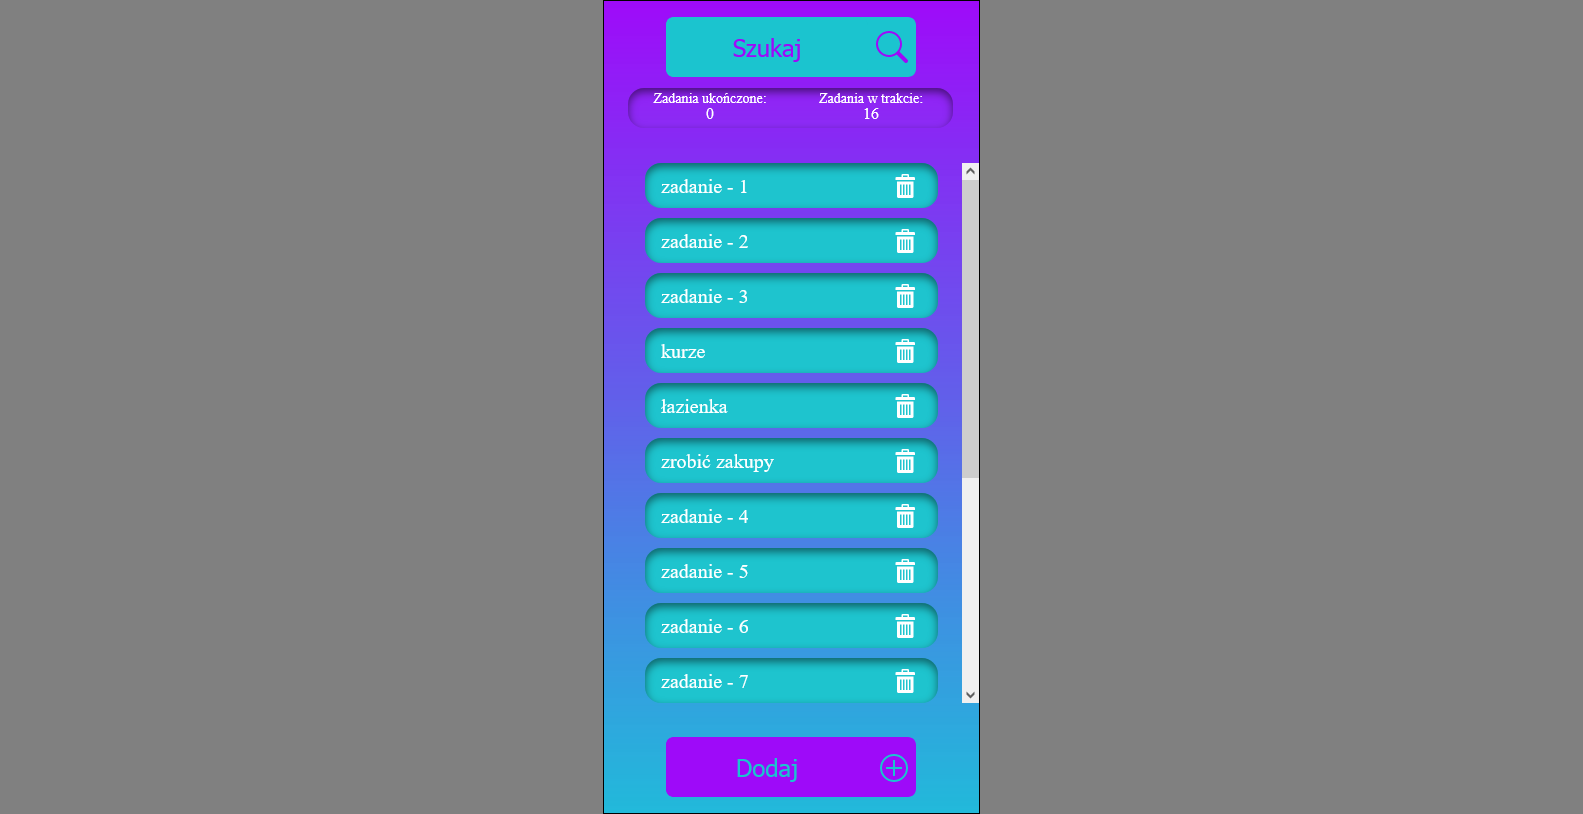 Szukaj
Zadania ukończone:
0
Zadania w trakcie:
16
zadanie - 1
zadanie - 2
zadanie - 3
kurze
łazienka
zrobić zakupy
zadanie - 4
zadanie - 5
zadanie - 6
zadanie - 7
Dodaj